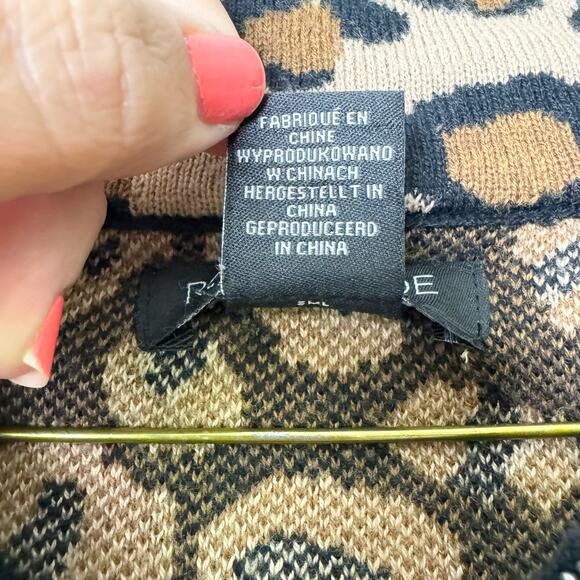 FABRIQUÉ EN
CHINE
WYPRODUKOWANO
W CHINACH
HERGESTELLT IN
CHINA
GEPRODUCEERD
IN CHINA